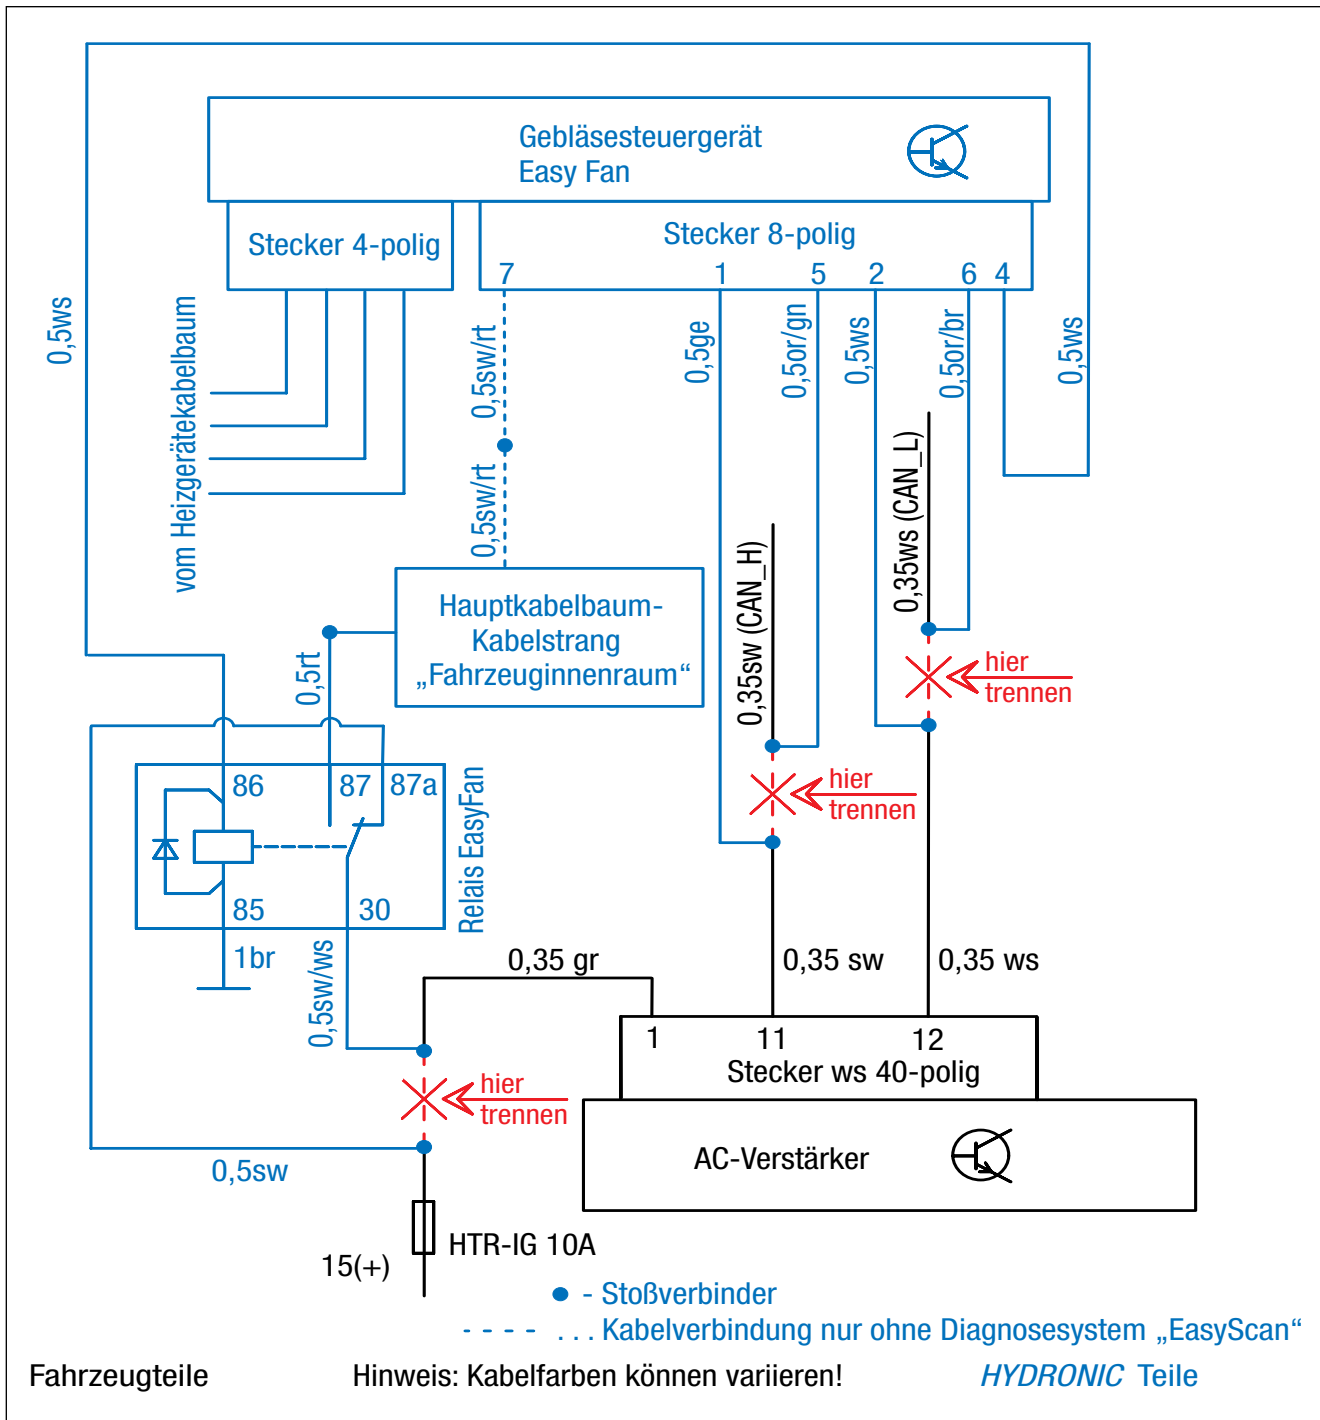 Gebläsesteuergerät
Easy Fan
Stecker 4-polig
Stecker 8-polig
7
1
5
2
6
4
0,5ws
vom Heizgerätekabelbaum
0,5sw/rt
0,5sw/rt
0,5ge
0,5or/gn
0,5ws
0,5or/br
0,5ws
0,35sw (CAN_H)
0,35ws (CAN_L)
Hauptkabelbaum-
Kabelstrang
„Fahrzeuginnenraum“
0,5rt
hier
trennen
hier
trennen
86
87
87a
85
30
Relais EasyFan
1br
0,5sw/ws
0,35 gr
0,35 sw
0,35 ws
1
11
12
Stecker ws 40-polig
hier
trennen
AC-Verstärker
0,5sw
HTR-IG 10A
15(+)
- Stoßverbinder
- - - - . . . Kabelverbindung nur ohne Diagnosesystem „EasyScan“
Fahrzeugteile
Hinweis: Kabelfarben können variieren!
HYDRONIC Teile